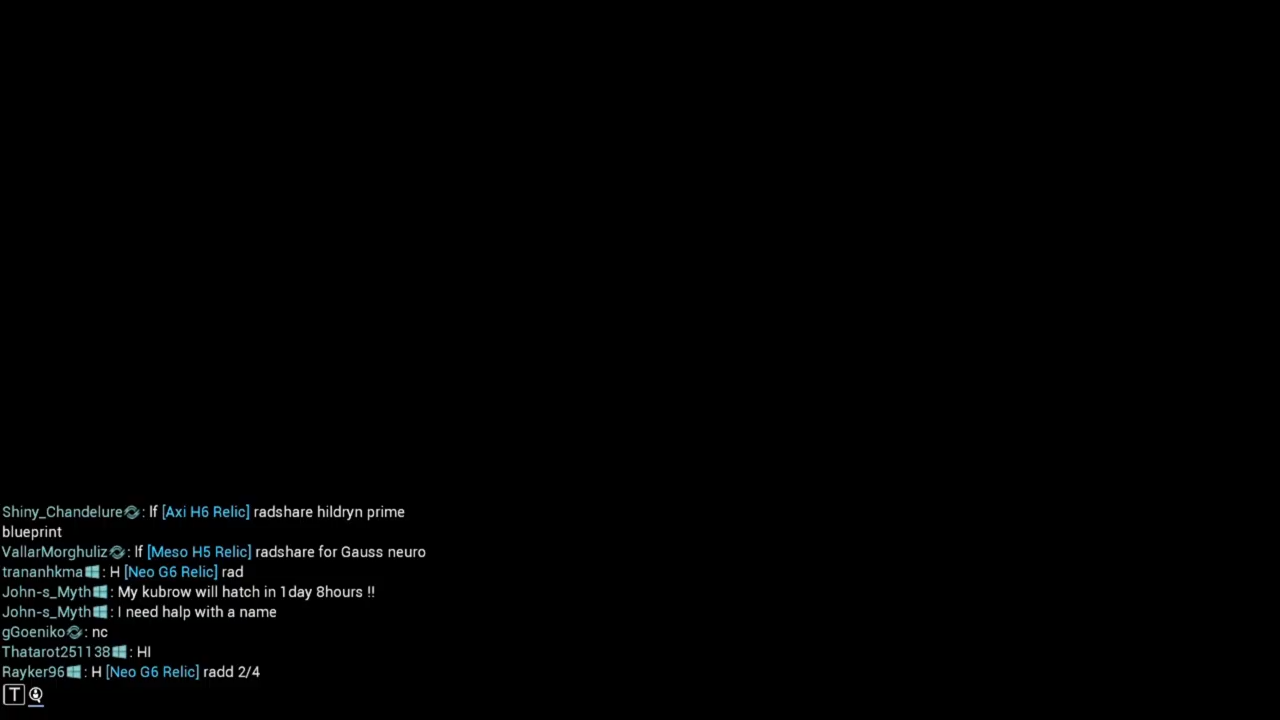 Shiny_Chandelure: lf [Axi H6 Relic] radshare hildryn prime
blueprint
VallarMorghuliz: lf [Meso H5 Relic] radshare for Gauss neuro
trananhkma: H [Neo G6 Relic] rad
John-s_Myth: My kubrow will hatch in 1day 8hours !!
John-s_Myth: I need halp with a name
gGoeniko: nc
Thatarot251138: HI
Rayker96: H [Neo G6 Relic] radd 2/4
T